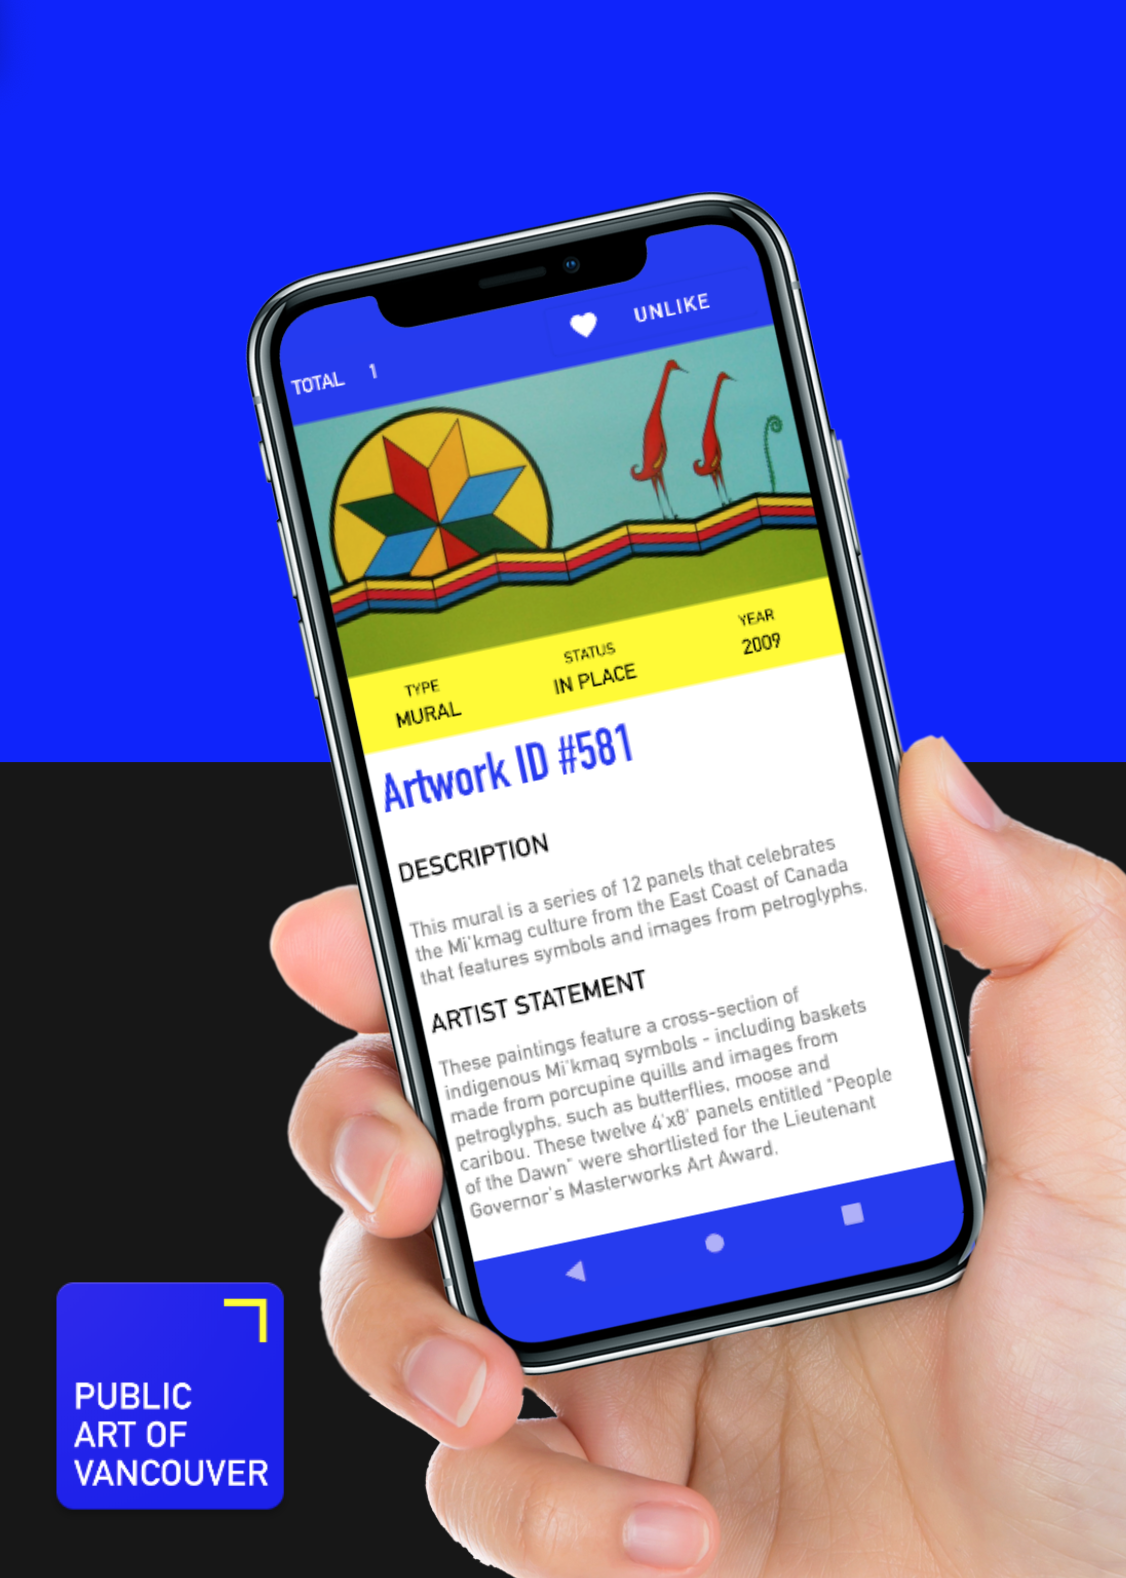 UNLIKE
TOTAL 1
TYPE
MURAL
STATUS
IN PLACE
YEAR
2009
Artwork ID #581
DESCRIPTION
This mural is a series of 12 panels that celebrates
the Mi'kmag culture from the East Coast of Canada
that features symbols and images from petroglyphs.
ARTIST STATEMENT
These paintings feature a cross-section of
indigenous Mi'kmaq symbols - including baskets
made from porcupine quills and images from
petroglyphs, such as butterflies, moose and
caribou. These twelve 4'x8' panels entitled "People
of the Dawn" were shortlisted for the Lieutenant
Governor's Masterworks Art Award.
PUBLIC
ART OF
VANCOUVER